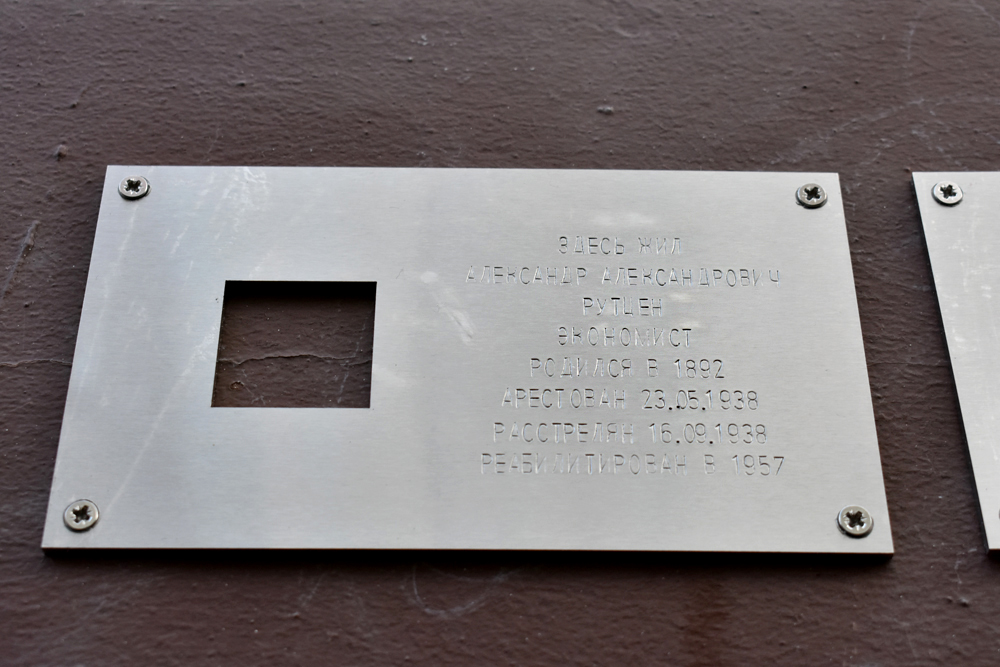 ЗДЕСЬ ЖИЛ
АЛЕКСАНДР АЛЕКСАНДРОВИЧ
РУТЦЕН
ЭКОНОМИСТ
РОДИЛСЯ В 1892
АРЕСТОВАН 23.05.1938
РАССТРЕЛЯН 16.09.1938
РЕАБИЛИТИРОВАН В 1957